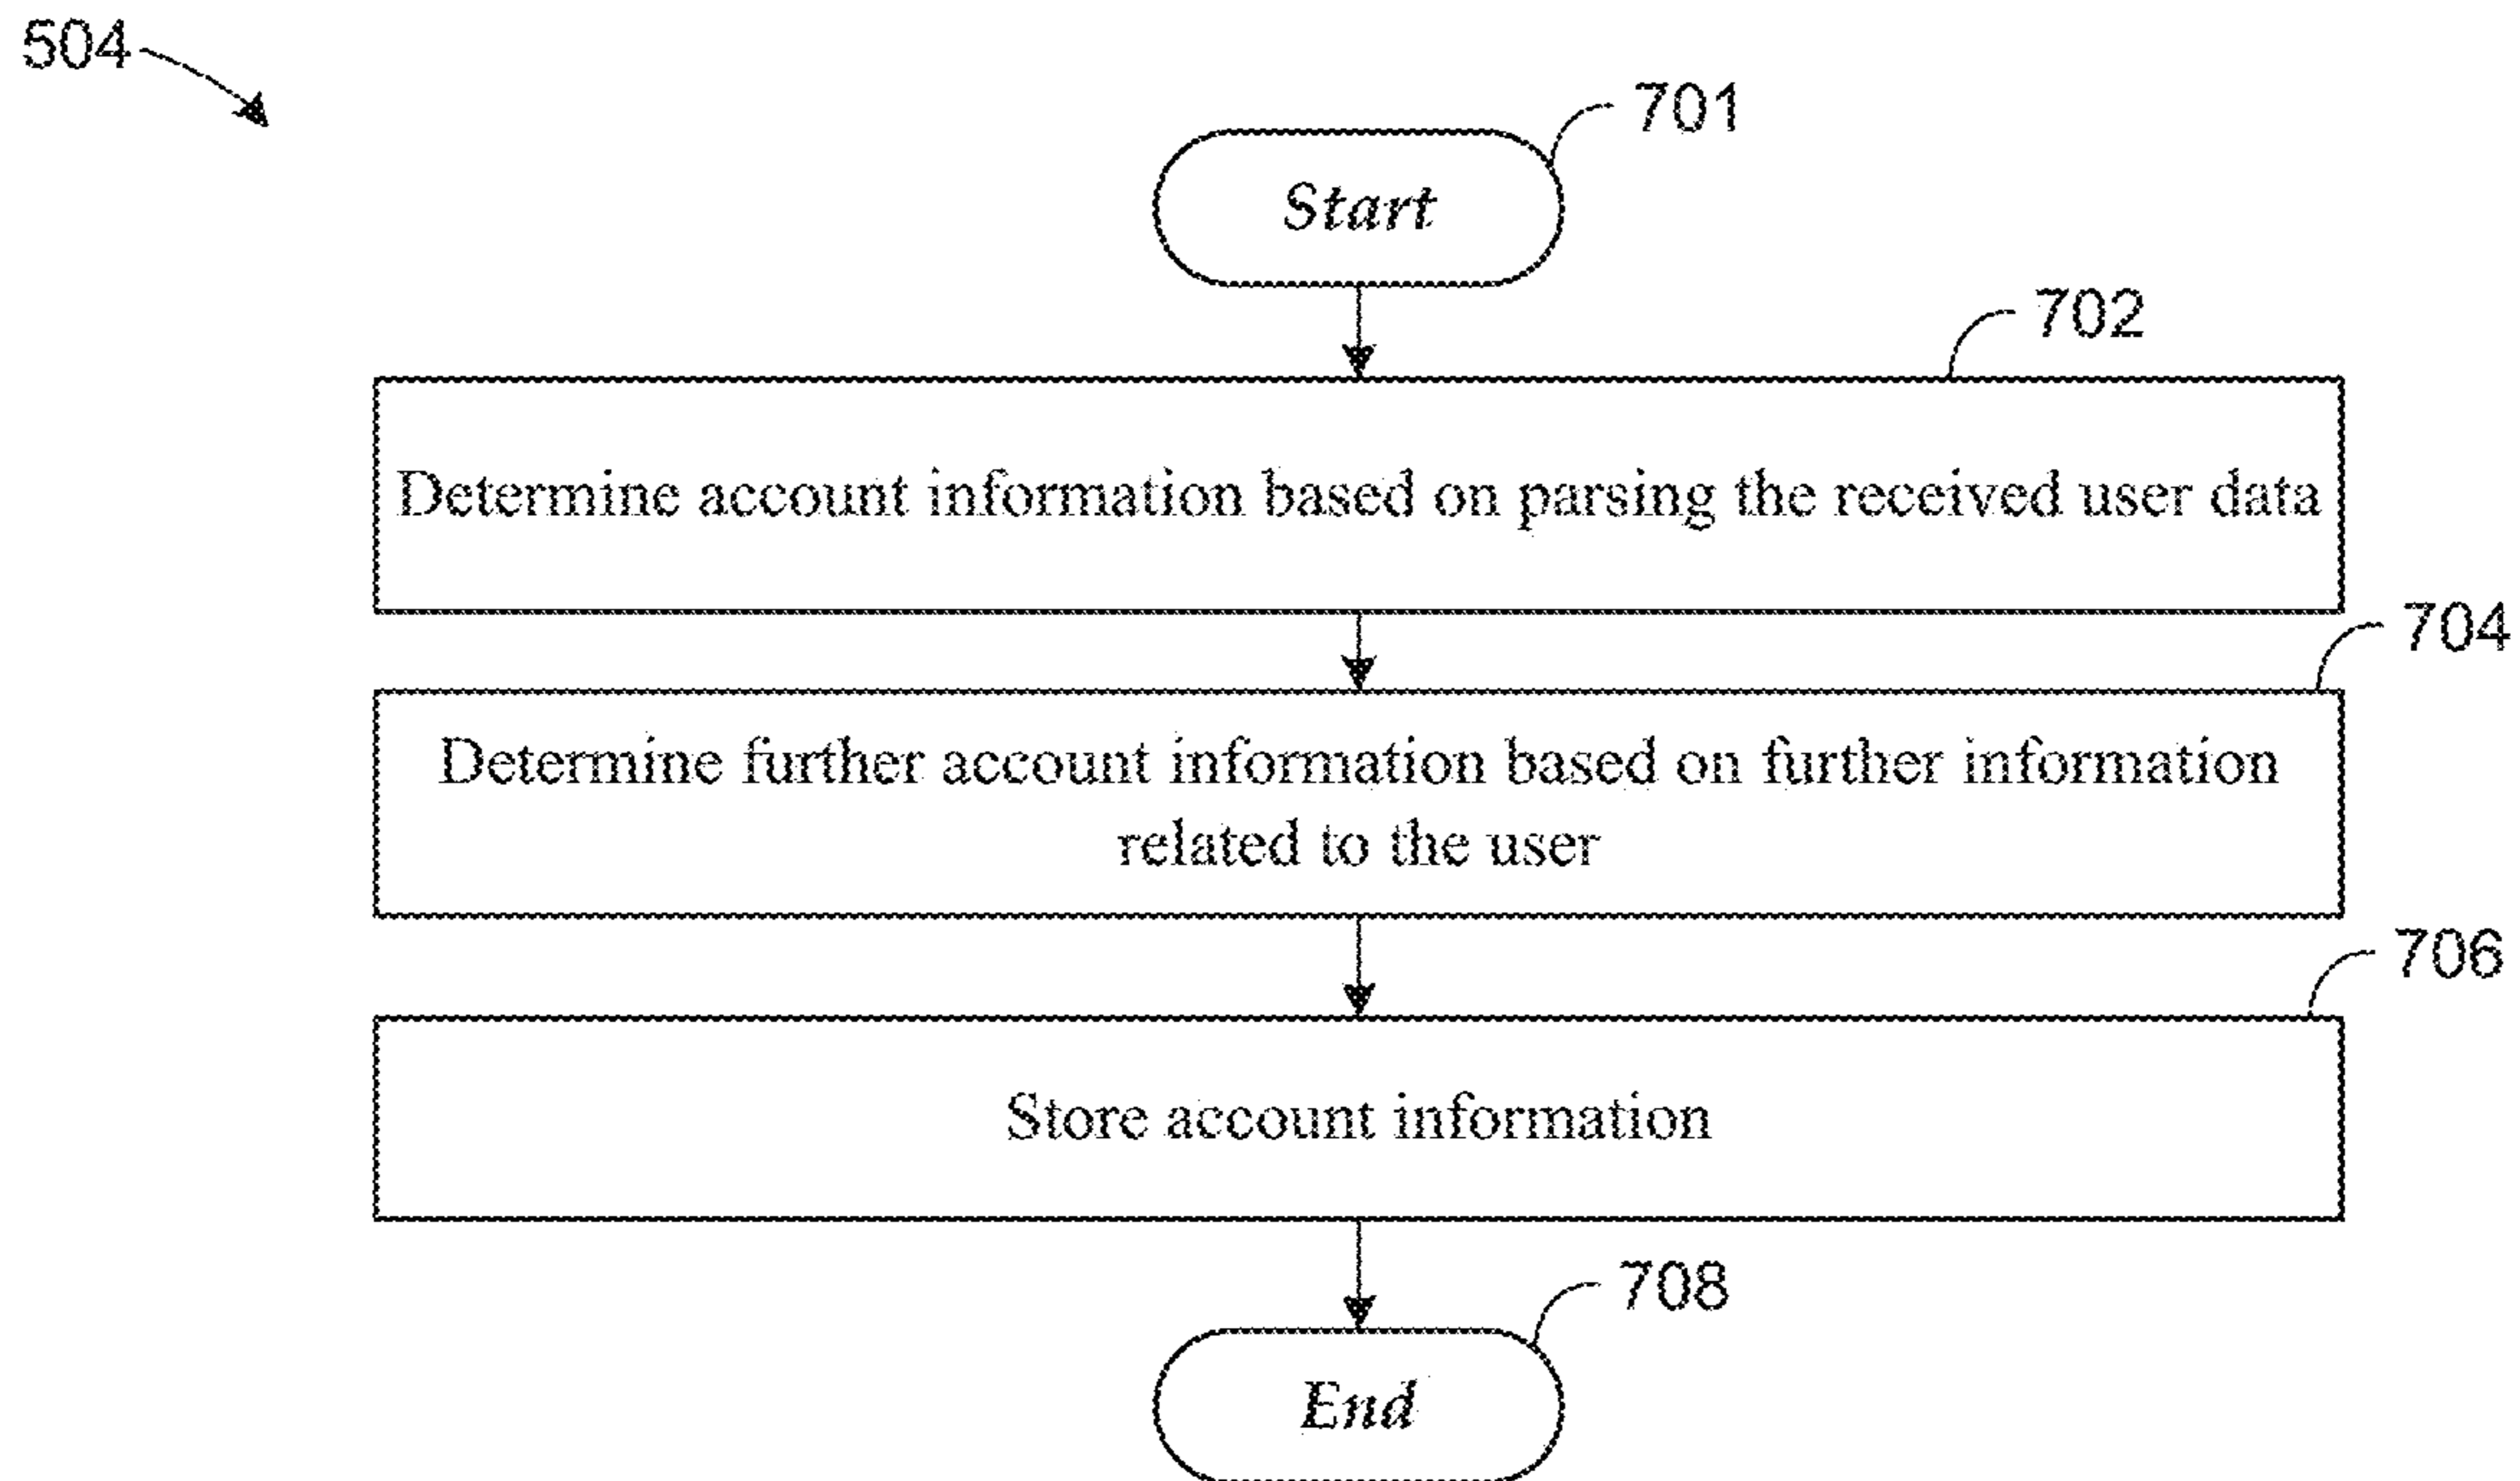 504
701
Start
702
Determine account information based on parsing the received user data
704
Determine further account information based on further information
related to the user
706
Store account information
708
End